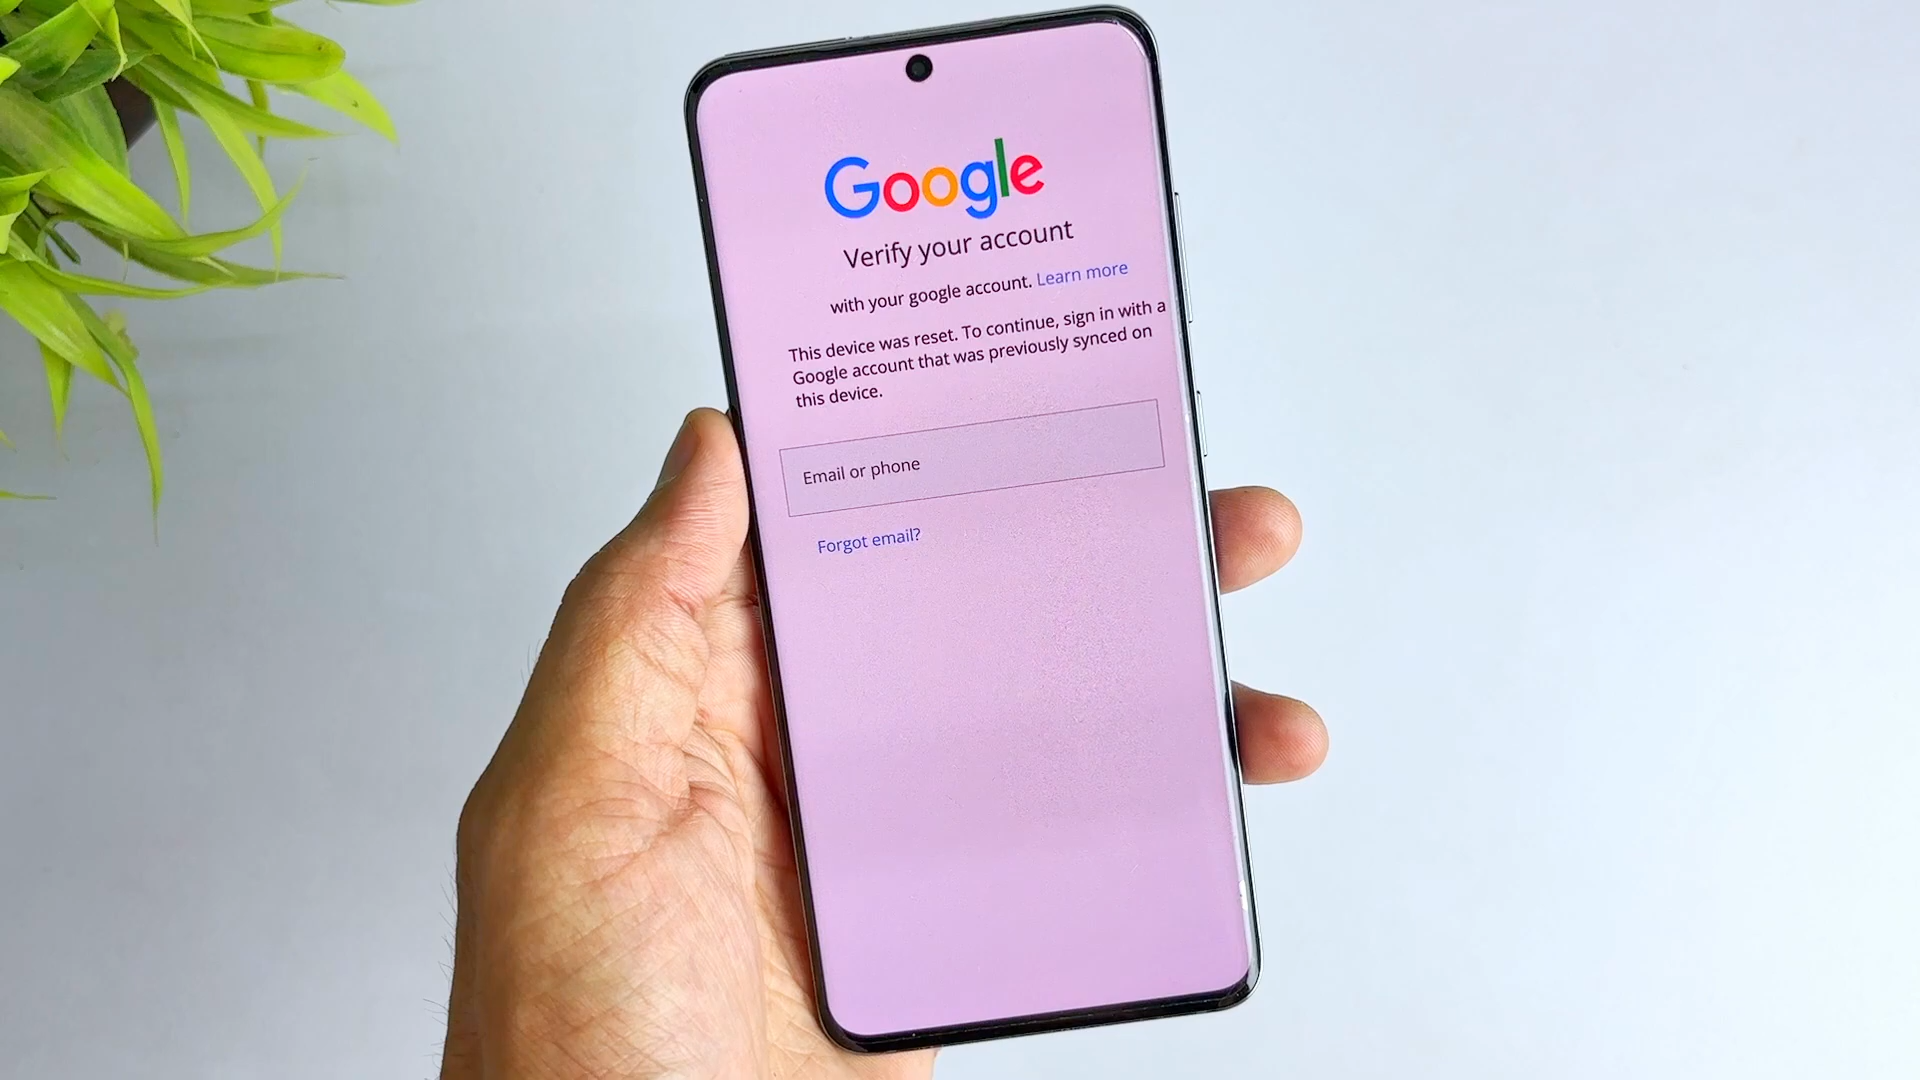 Google
Verify your account
with your google account. Learn more
This device was reset. To continue, sign in with a
Google account that was previously synced on
this device.
Email or phone
Forgot email?